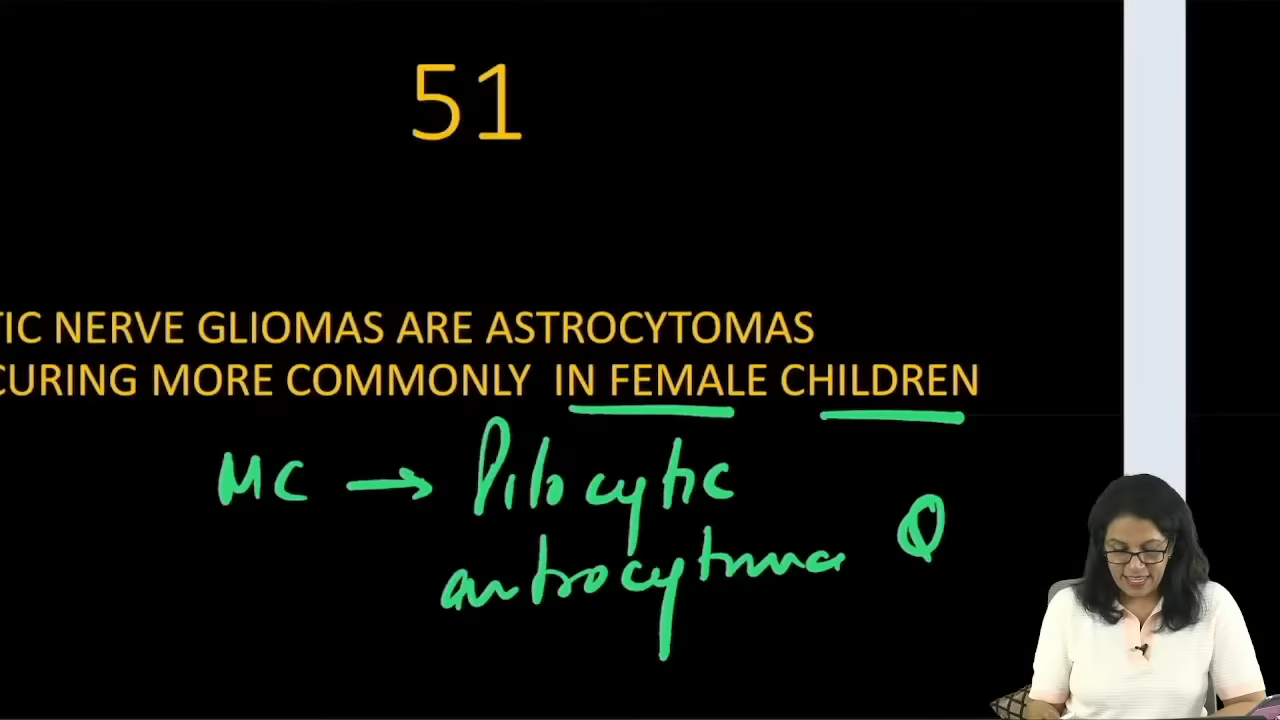 51
TIC NERVE GLIOMAS ARE ASTROCYTOMAS
CURING MORE COMMONLY IN FEMALE CHILDREN
MC → Pilocytic
astrocytoma Q